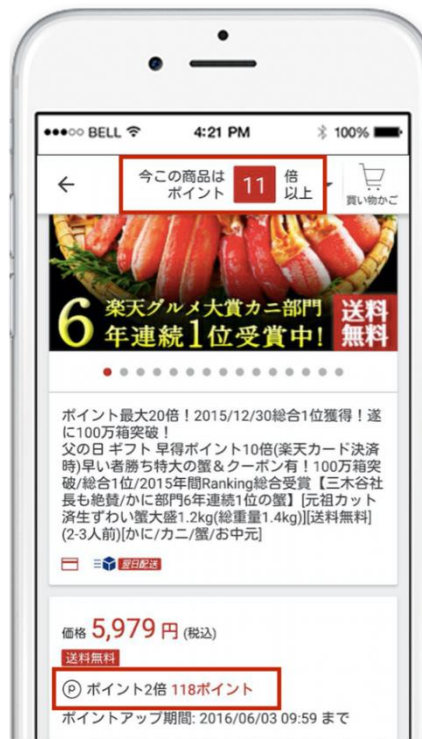 BELL 4:21 PM 100%
今この商品は
ポイント 11 倍
以上
買い物かご
6 楽天グルメ大賞カニ部門
年連続1位受賞中!
送料
無料
ポイント最大20倍！2015/12/30総合1位獲得！遂
に100万箱突破！
父の日 ギフト 早得ポイント10倍(楽天カード決済
時)早い者勝ち特大の蟹＆クーポン有！100万箱突
破/総合1位/2015年間Ranking総合受賞【三木谷社
長も絶賛/かに部門6年連続1位の蟹】[元祖カット
済生ずわい蟹大盛1.2kg(総重量1.4kg)][送料無料]
(2-3人前)[かに/カニ/蟹/お中元]
翌日配送
価格 5,979 円 (税込)
送料無料
P ポイント2倍 118ポイント
ポイントアップ期間: 2016/06/03 09:59 まで